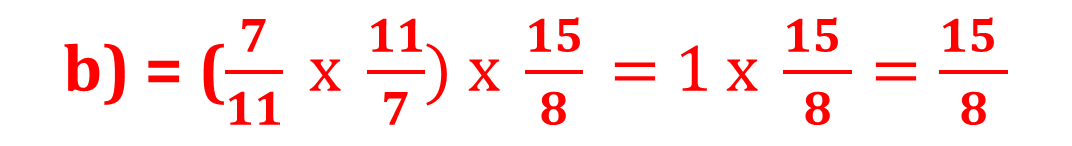 b) = (7/11 x 11/7) x 15/8 = 1 x 15/8 = 15/8